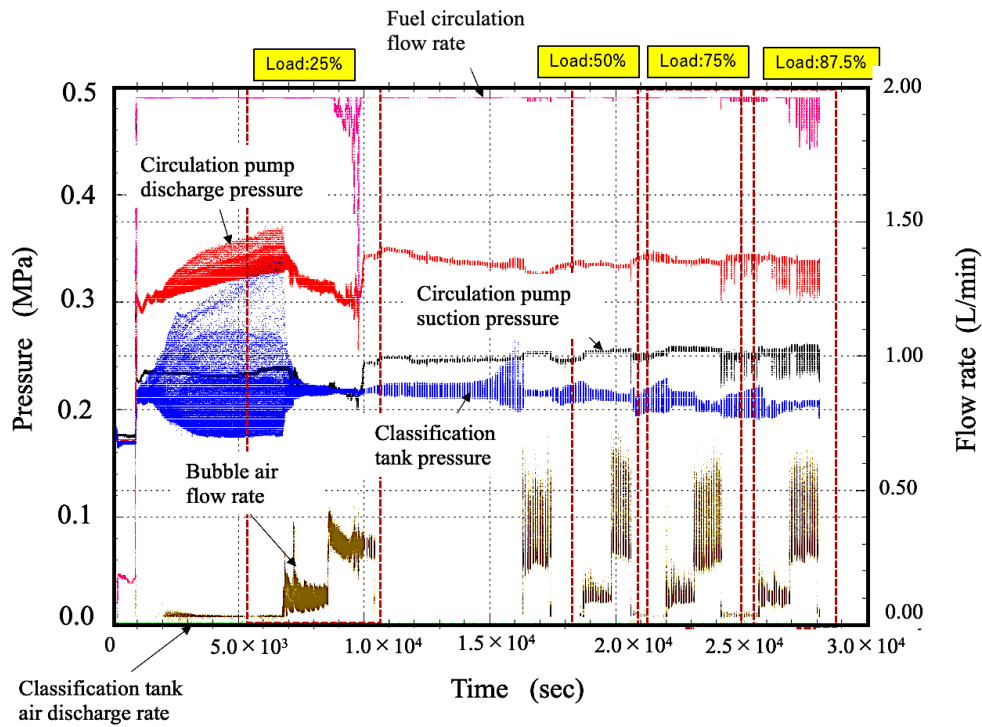 Fuel circulation
flow rate
Load:25%
Load:50%
Load:75%
Load:87.5%
0.5
2.00
Circulation pump
discharge pressure
0.4
1.50
0.3
Circulation pump
suction pressure
1.00
0.2
Classification
tank pressure
Bubble air
flow rate
0.50
0.1
0.0
0.00
0
5.0×10³
1.0×10⁴
1.5×10⁴
2.0×10⁴
2.5×10⁴
3.0×10⁴
Pressure (MPa)
Flow rate (L/min)
Time (sec)
Classification tank
air discharge rate